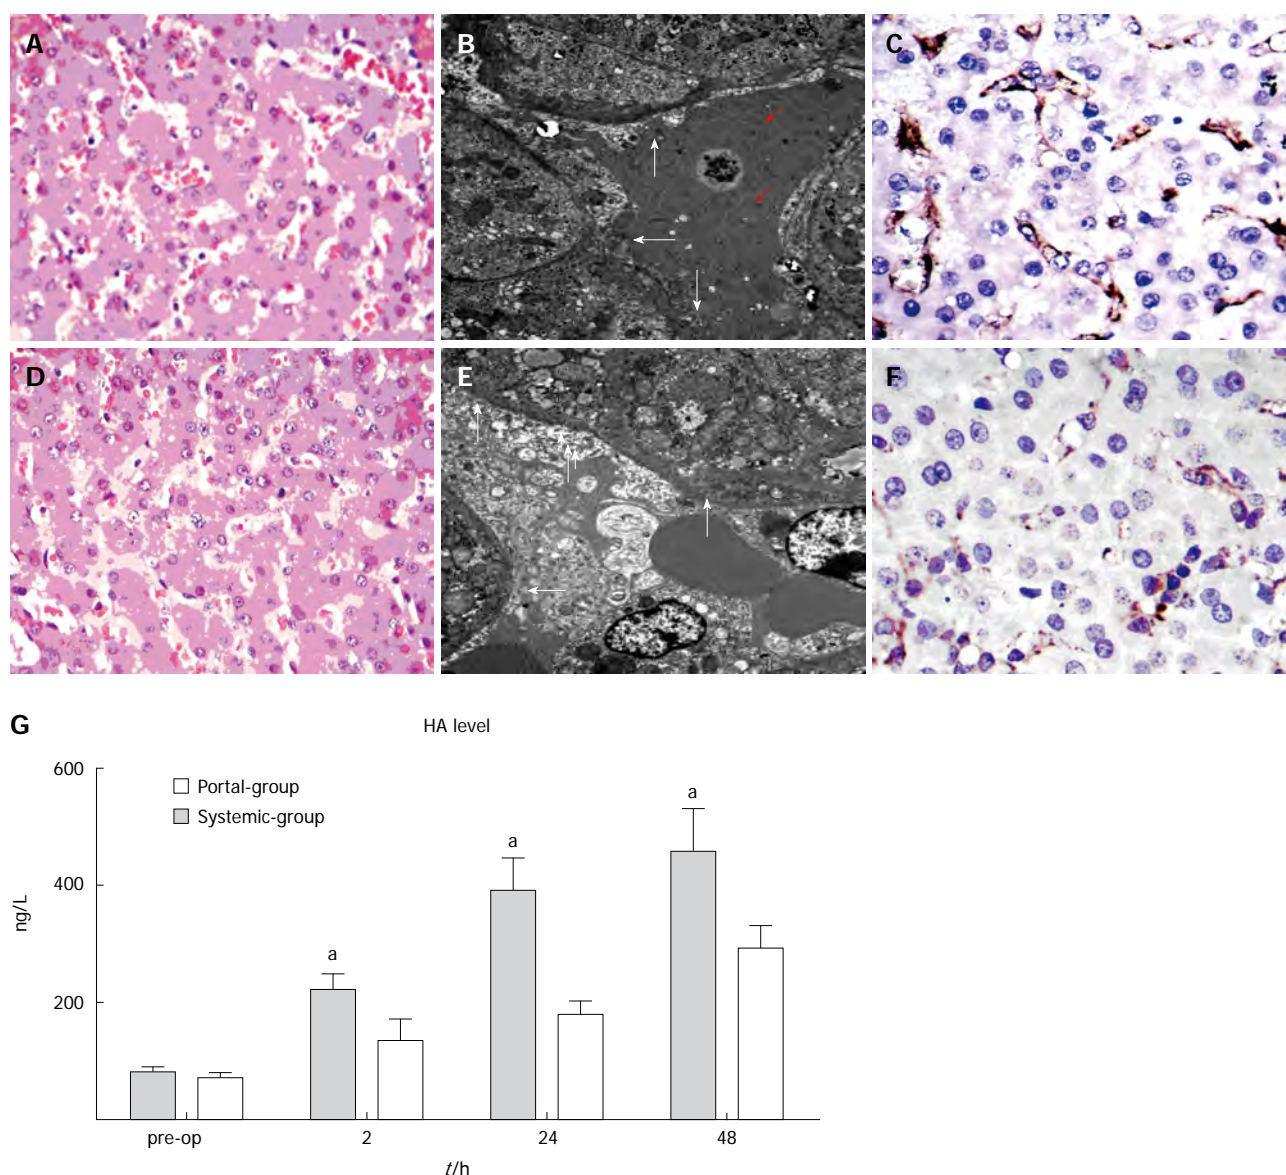 A
B
C
D
E
F
G
HA level
600
Portal-group
Systemic-group
a
a
a
400
ng/L
200
pre-op
2
24
48
t/h